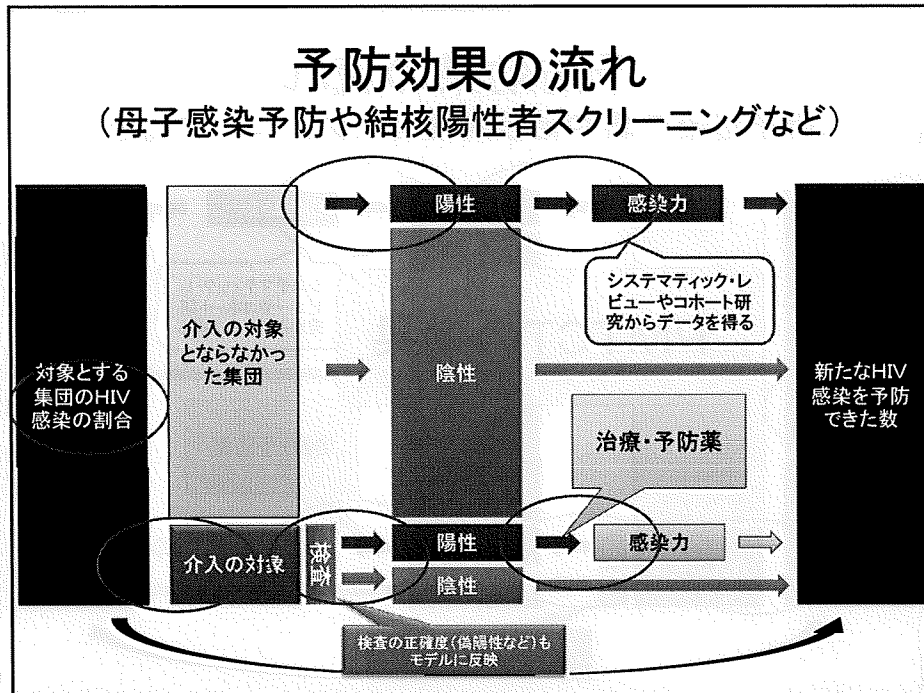 予防効果の流れ
（母子感染予防や結核陽性者スクリーニングなど）
対象とする
集団のHIV
感染の割合
介入の対象
とならなかっ
た集団
陽性
感染力
システマティック・レ
ビューやコホート研
究からデータを得る
陰性
治療・予防薬
新たなHIV
感染を予防
できた数
介入の対象
検査
陽性
感染力
陰性
検査の正確度（偽陽性など）も
モデルに反映